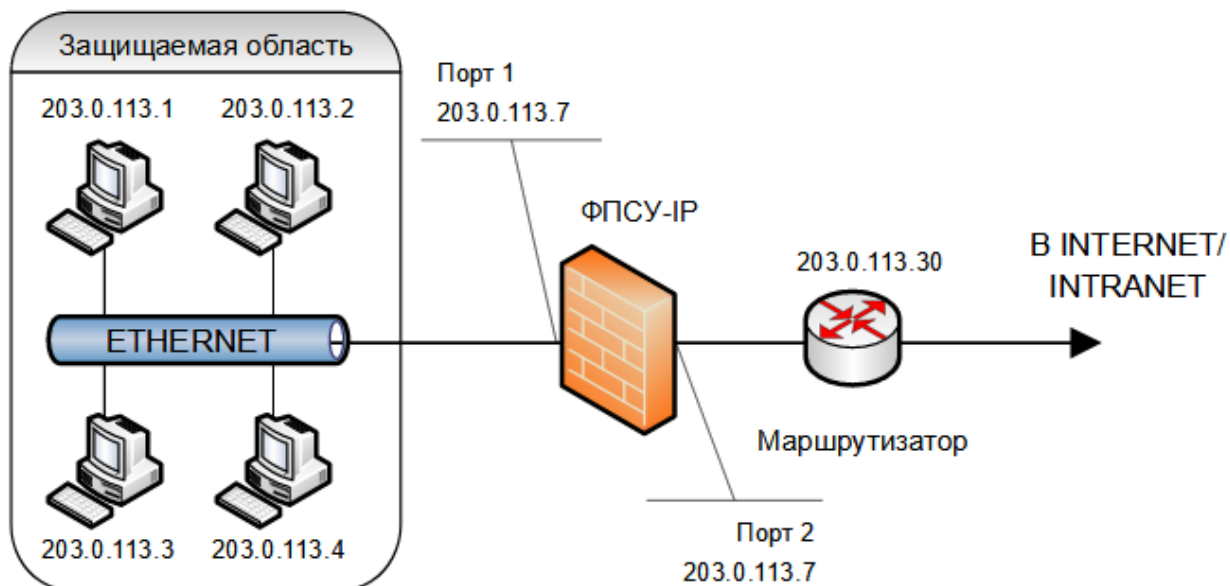 Защищаемая область
203.0.113.1
203.0.113.2
ETHERNET
203.0.113.3
203.0.113.4
Порт 1
203.0.113.7
ФПСУ-IP
203.0.113.30
Маршрутизатор
Порт 2
203.0.113.7
В INTERNET/
INTRANET